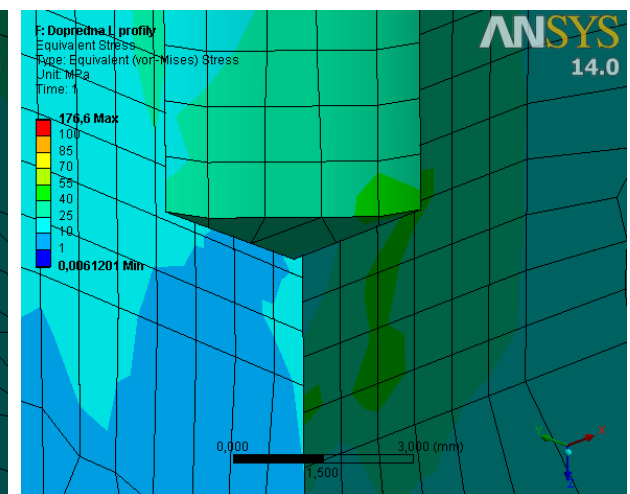 F: Dopredna L profily
Equivalent Stress
Type: Equivalent (von-Mises) Stress
Unit: MPa
Time: 1
176,6 Max
100
85
70
55
40
25
10
1
0,0061201 Min
ANSYS
14.0
0,000
3,000 (mm)
1,500
Y
X
Z